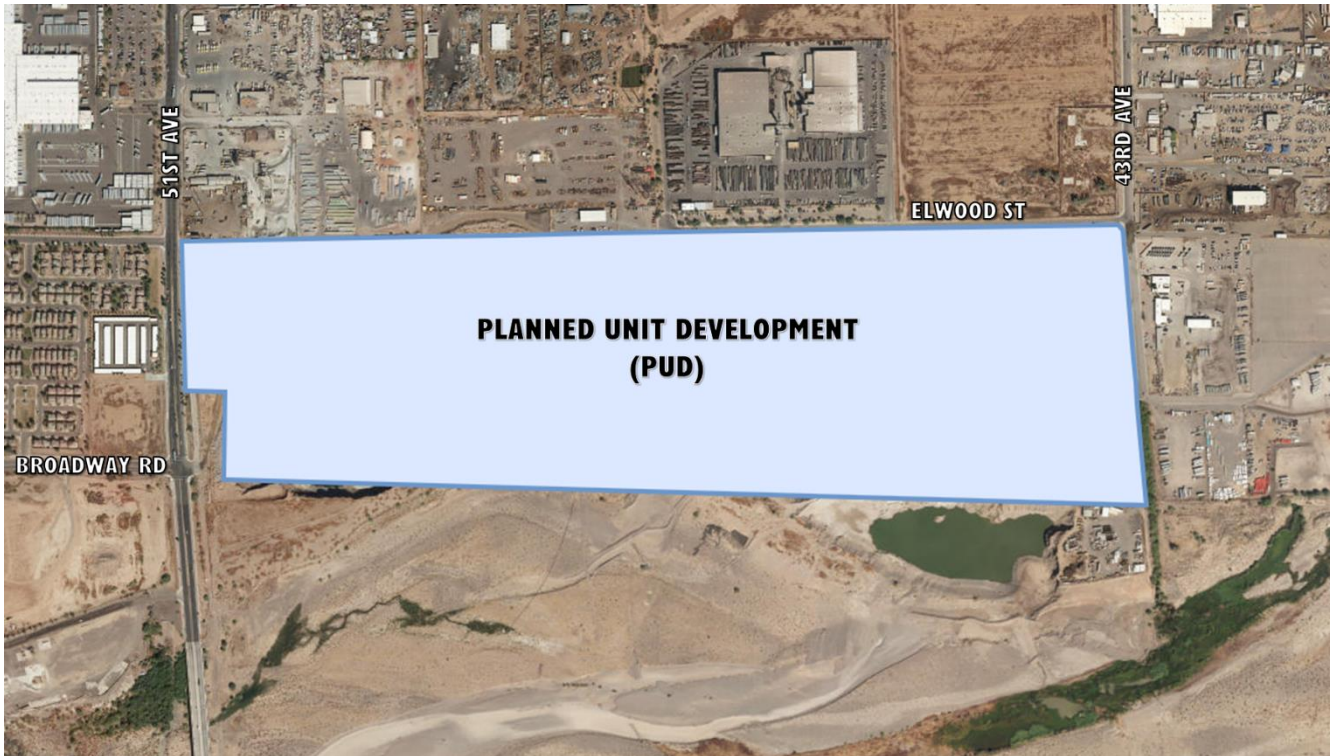 51ST AVE
43RD AVE
ELWOOD ST
PLANNED UNIT DEVELOPMENT
(PUD)
BROADWAY RD